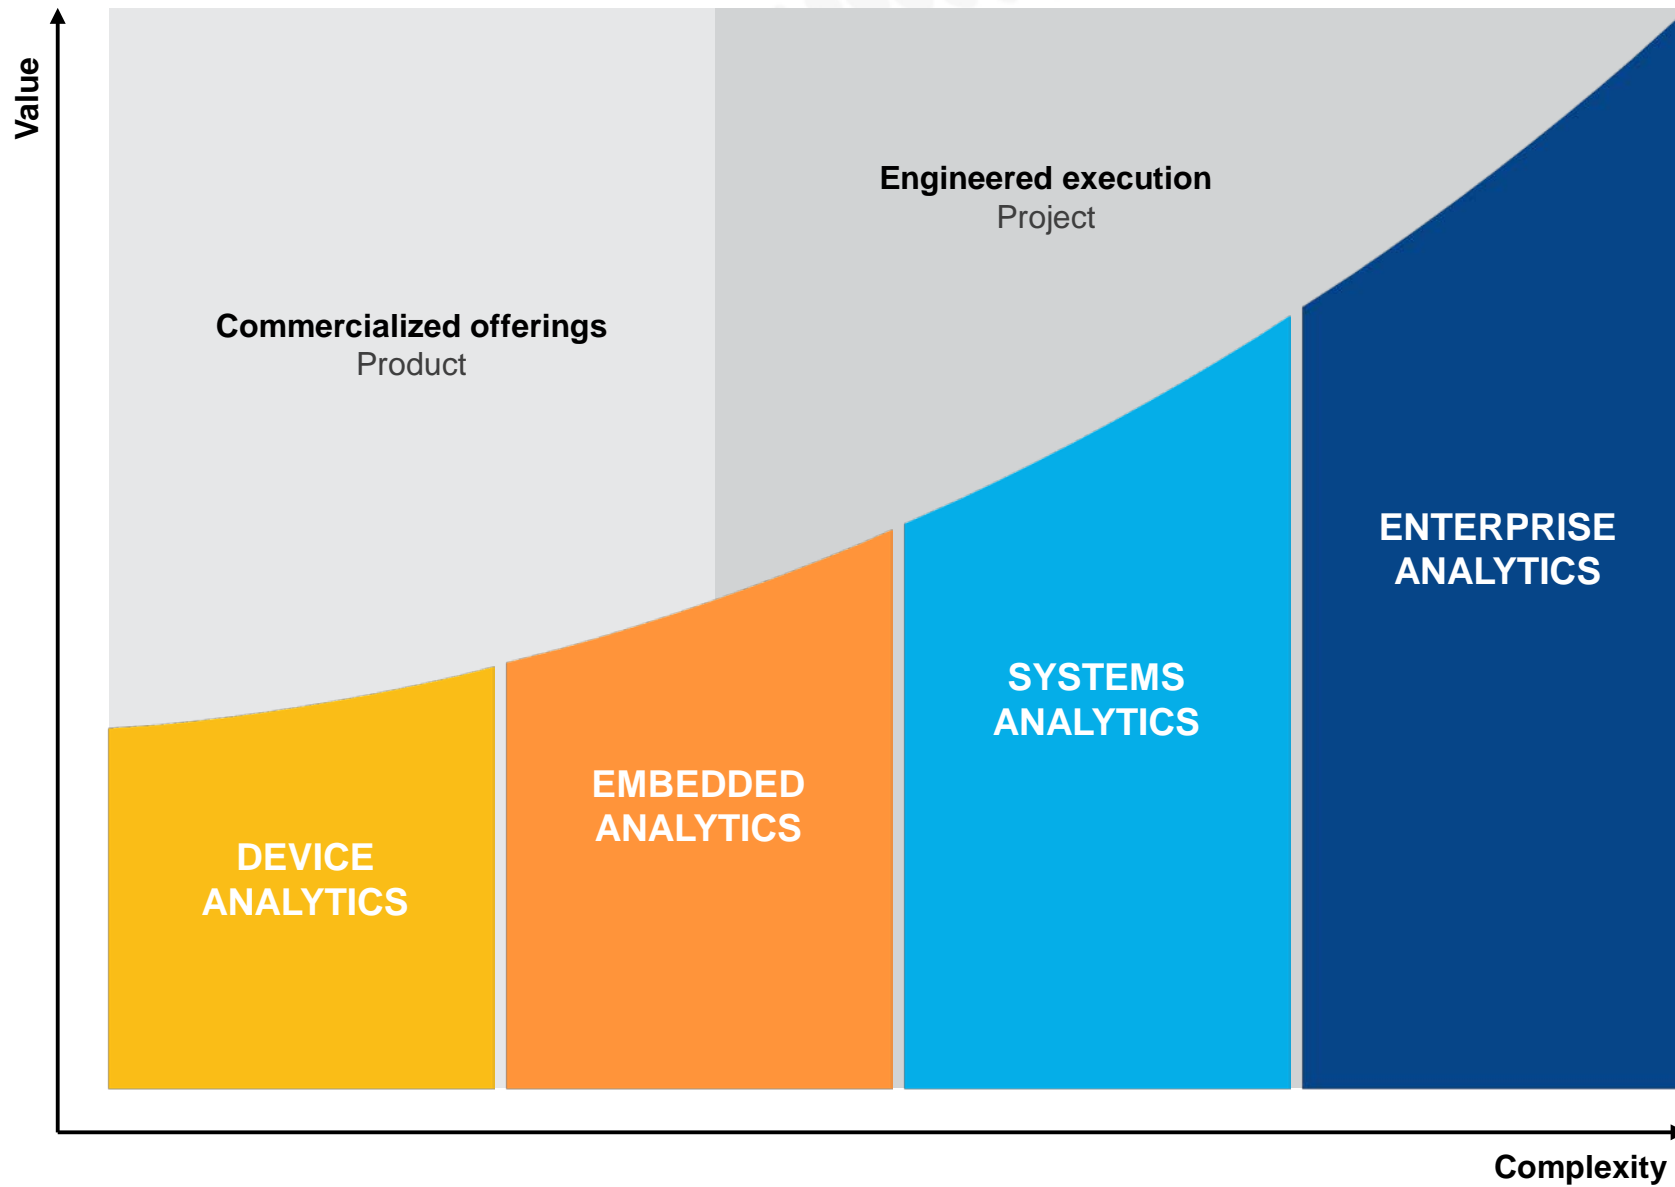 Value
Engineered execution
Project
Commercialized offerings
Product
ENTERPRISE
ANALYTICS
SYSTEMS
ANALYTICS
EMBEDDED
ANALYTICS
DEVICE
ANALYTICS
Complexity